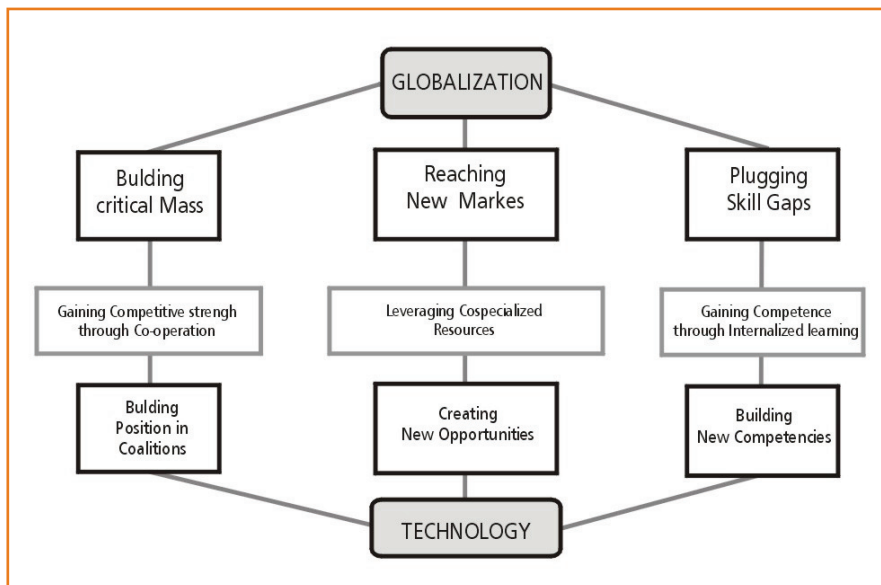 GLOBALIZATION
Bulding
critical Mass
Reaching
New Markes
Plugging
Skill Gaps
Gaining Competitive strengh
through Co-operation
Leveraging Cospecialized
Resources
Gaining Competence
through Internalized learning
Bulding
Position in
Coalitions
Creating
New Opportunities
Building
New Competencies
TECHNOLOGY